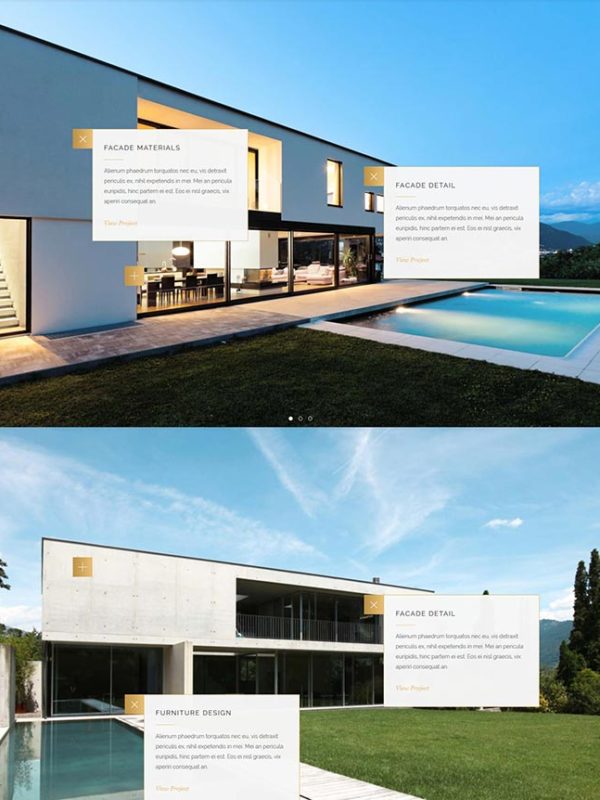 FACADE MATERIALS
Alienum phaedrum torquatos nec eu, vis detraxit
periculis ex, nihil expetendis in mei. Mei an pericula
euripidis, hinc partem ei est. Eos ei nisl graecis, vix
aperiri consequat an.
View Project
FACADE DETAIL
Alienum phaedrum torquatos nec eu, vis detraxit
periculis ex, nihil expetendis in mei. Mei an pericula
euripidis, hinc partem ei est. Eos ei nisl graecis, vix
aperiri consequat an.
View Project
FACADE DETAIL
Alienum phaedrum torquatos nec eu, vis detraxit
periculis ex, nihil expetendis in mei. Mei an pericula
euripidis, hinc partem ei est. Eos ei nisl graecis, vix
aperiri consequat an.
View Project
FURNITURE DESIGN
Alienum phaedrum torquatos nec eu, vis detraxit
periculis ex, nihil expetendis in mei. Mei an pericula
euripidis, hinc partem ei est. Eos ei nisl graecis, vix
aperiri consequat an.
View Project